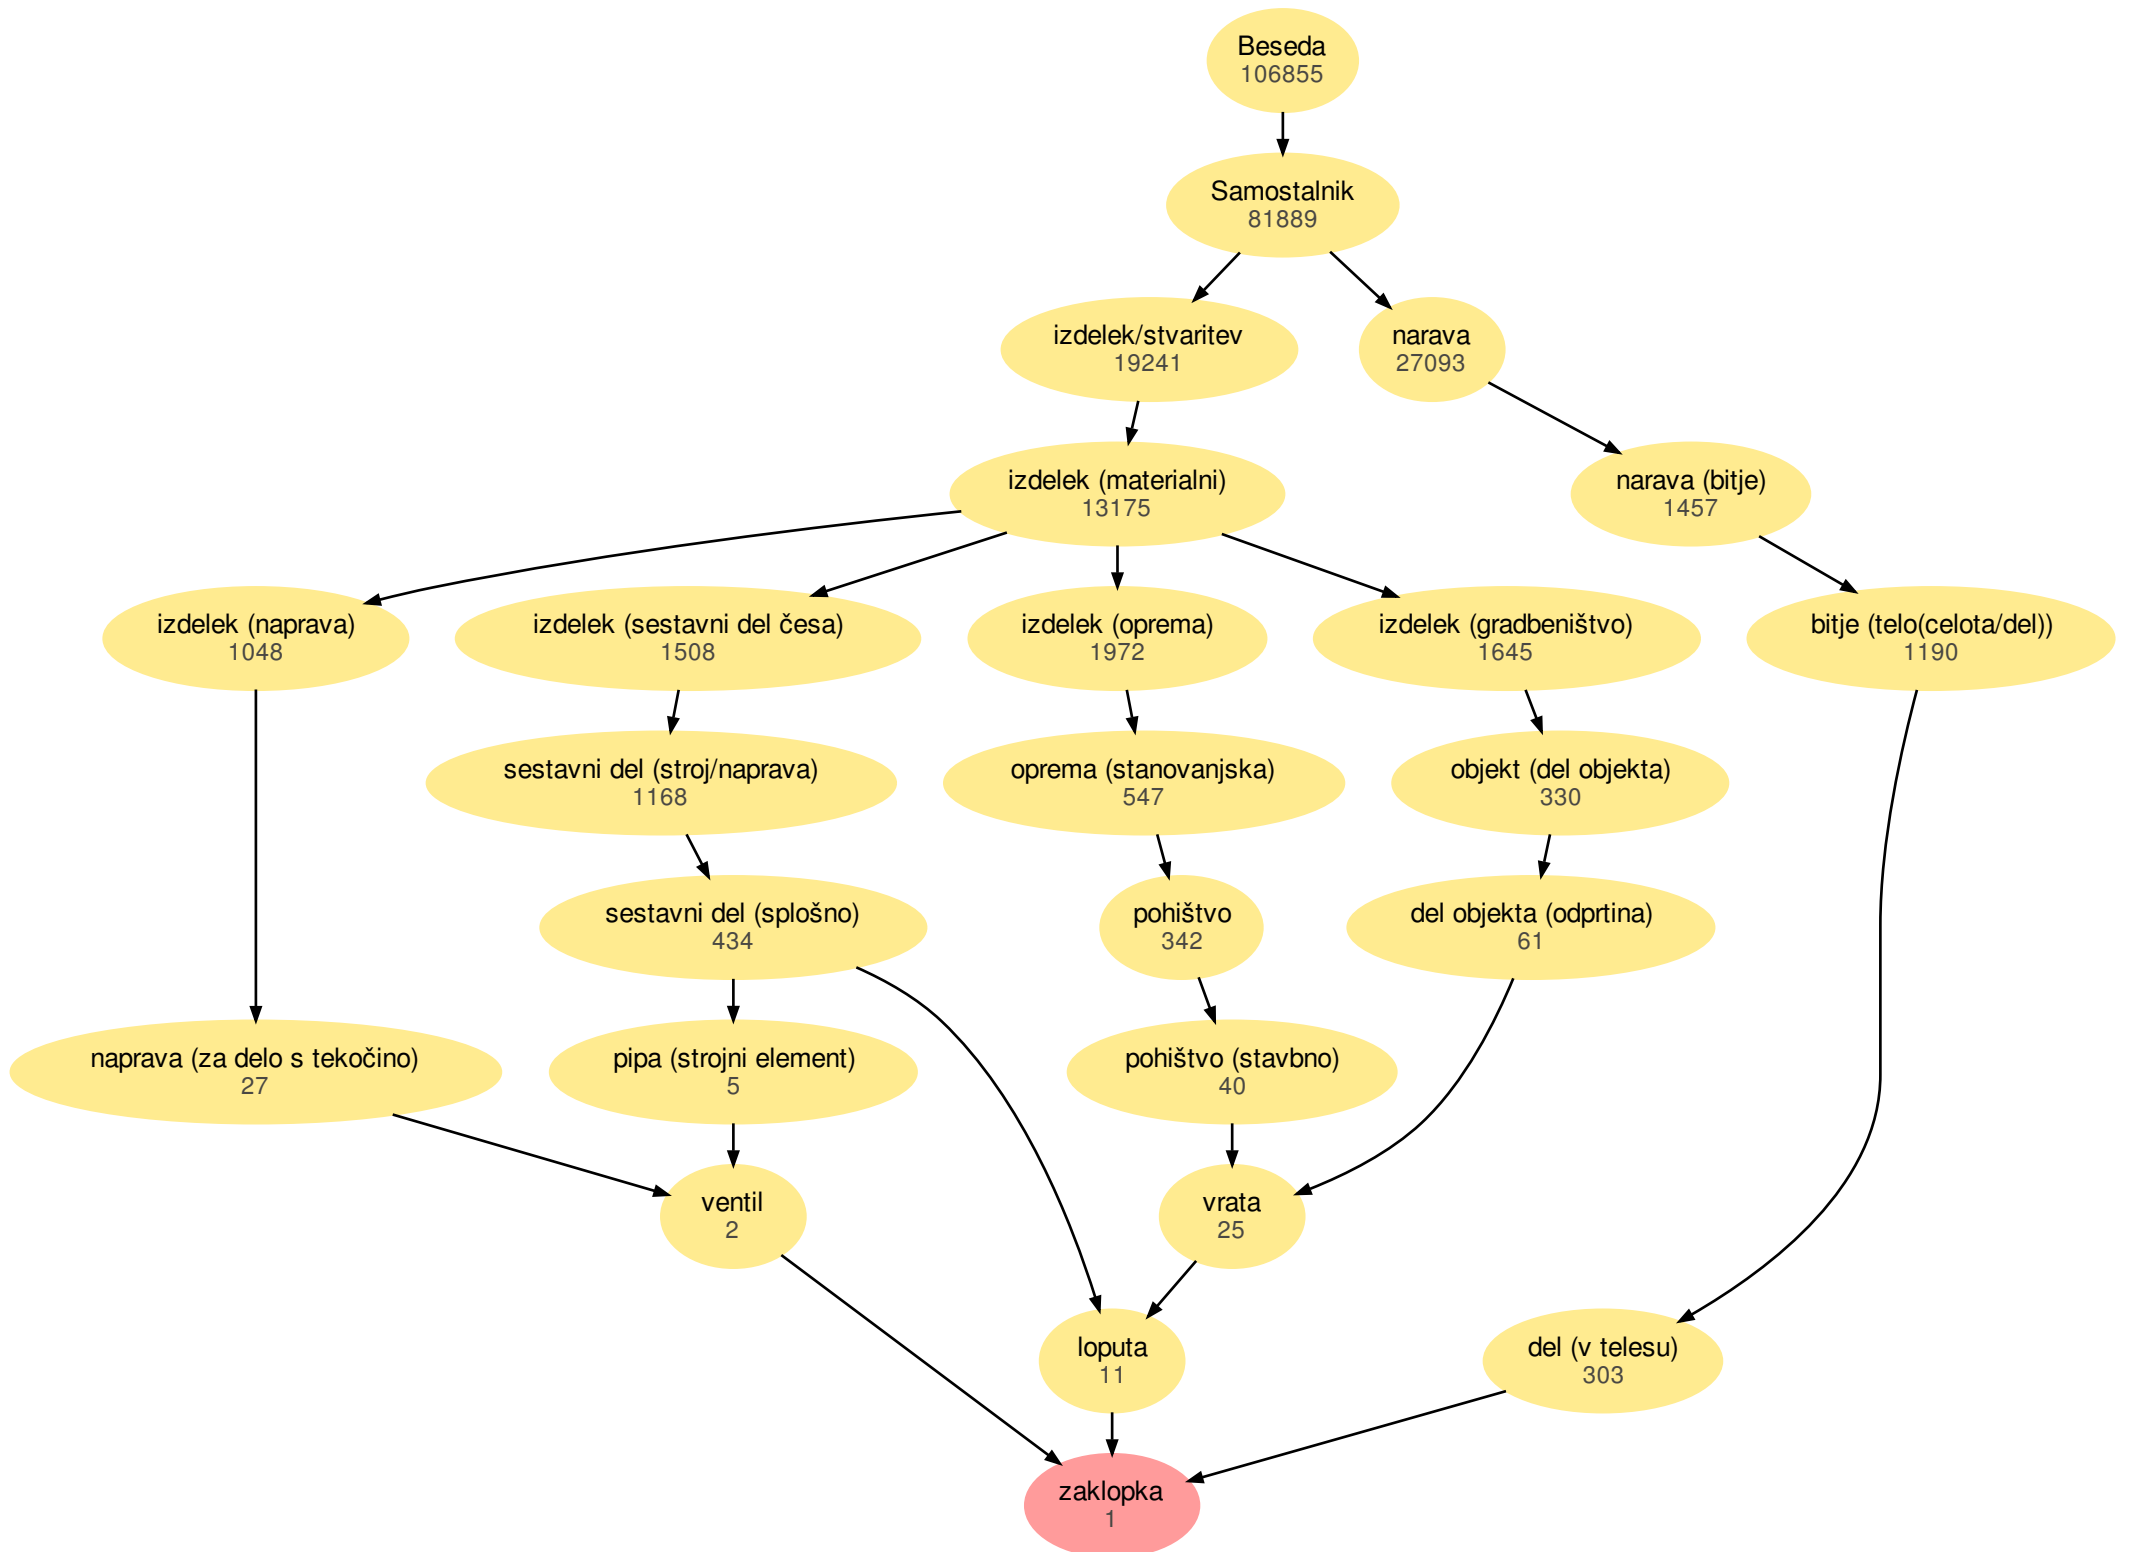 Beseda
106855
Samostalnik
81889
izdelek/stvaritev
19241
narava
27093
izdelek (materialni)
13175
narava (bitje)
1457
izdelek (naprava)
1048
izdelek (sestavni del česa)
1508
izdelek (oprema)
1972
izdelek (gradbeništvo)
1645
bitje (telo(celota/del))
1190
sestavni del (stroj/naprava)
1168
oprema (stanovanjska)
547
objekt (del objekta)
330
sestavni del (splošno)
434
pohištvo
342
del objekta (odprtina)
61
naprava (za delo s tekočino)
27
pipa (strojni element)
5
pohištvo (stavbno)
40
ventil
2
vrata
25
loputa
11
del (v telesu)
303
zaklopka
1